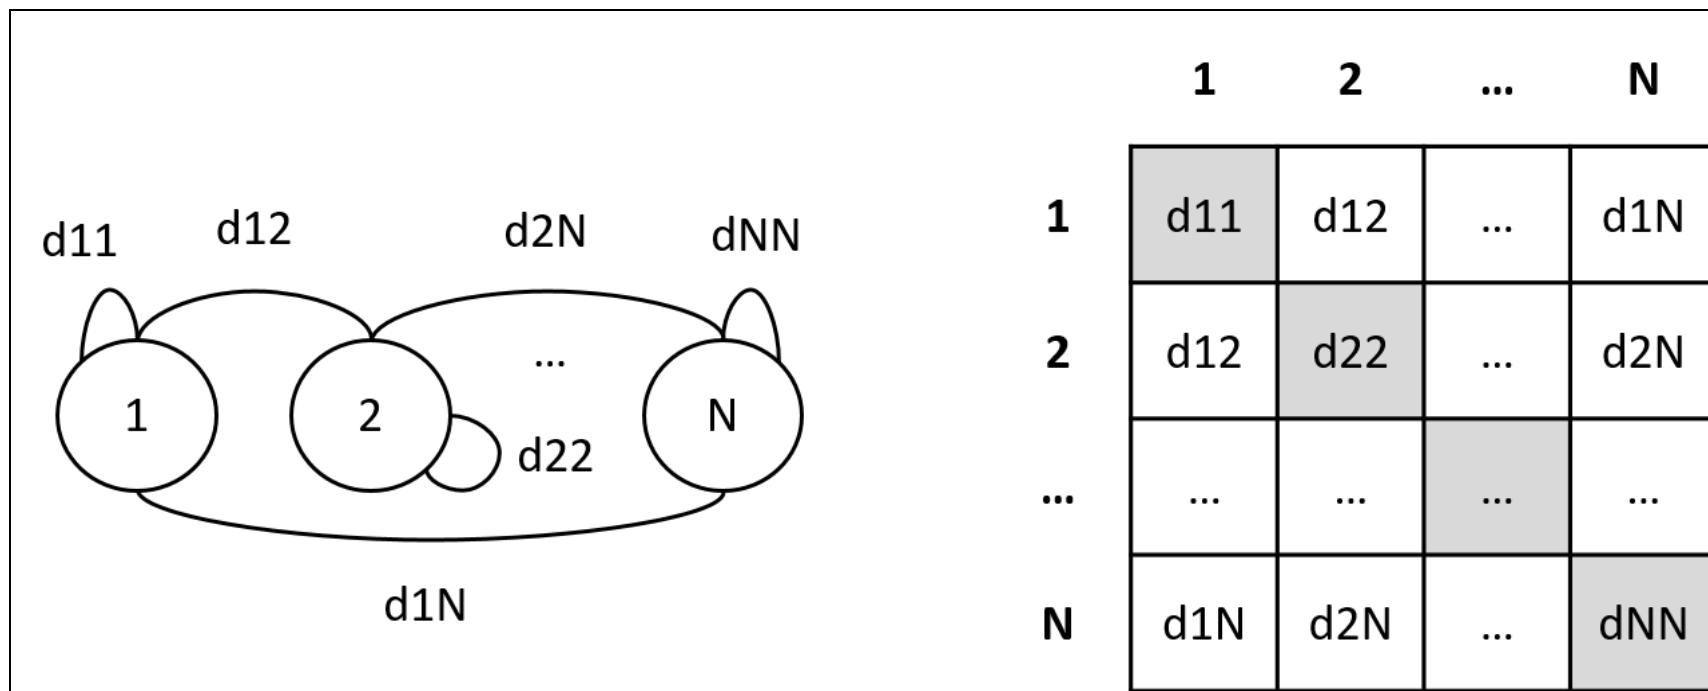 d11 d12 d2N dNN
...
1 2 N
d22
d1N
1 2 ... N
1 d11 d12 ... d1N
2 d12 d22 ... d2N
... ... ... ... ...
N d1N d2N ... dNN